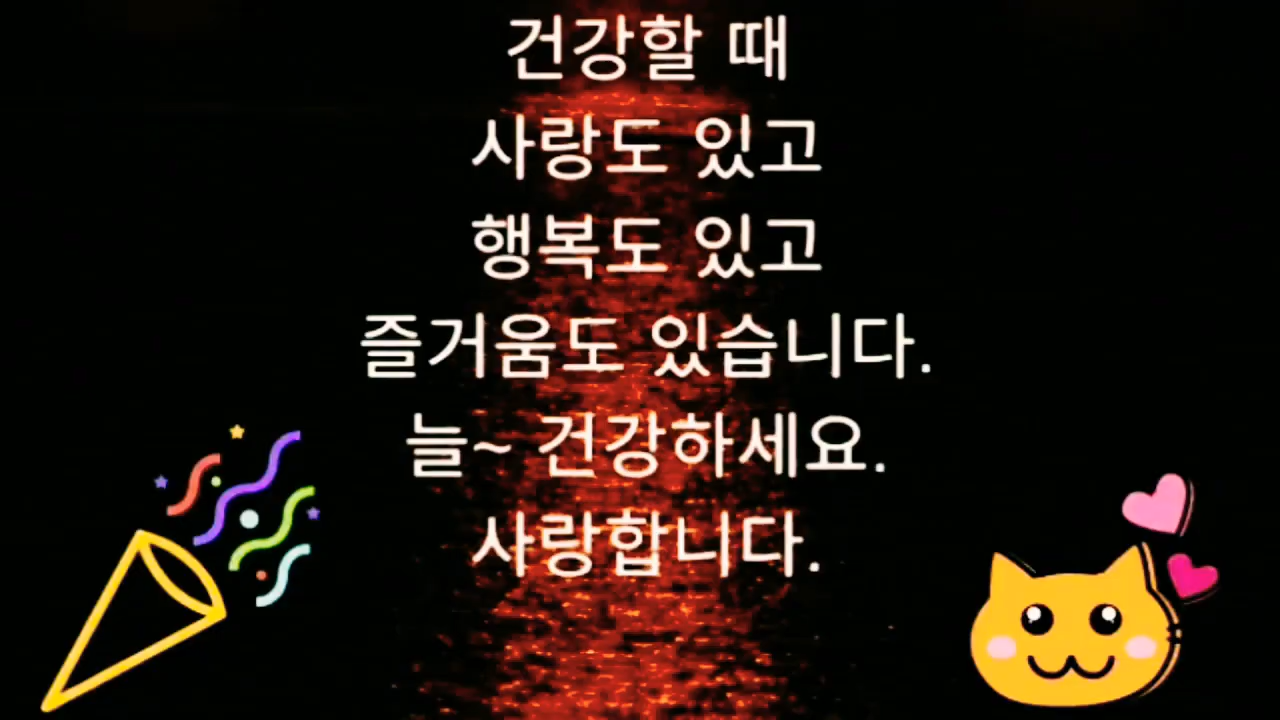 건강할 때
사랑도 있고
행복도 있고
즐거움도 있습니다.
늘~ 건강하세요.
사랑합니다.